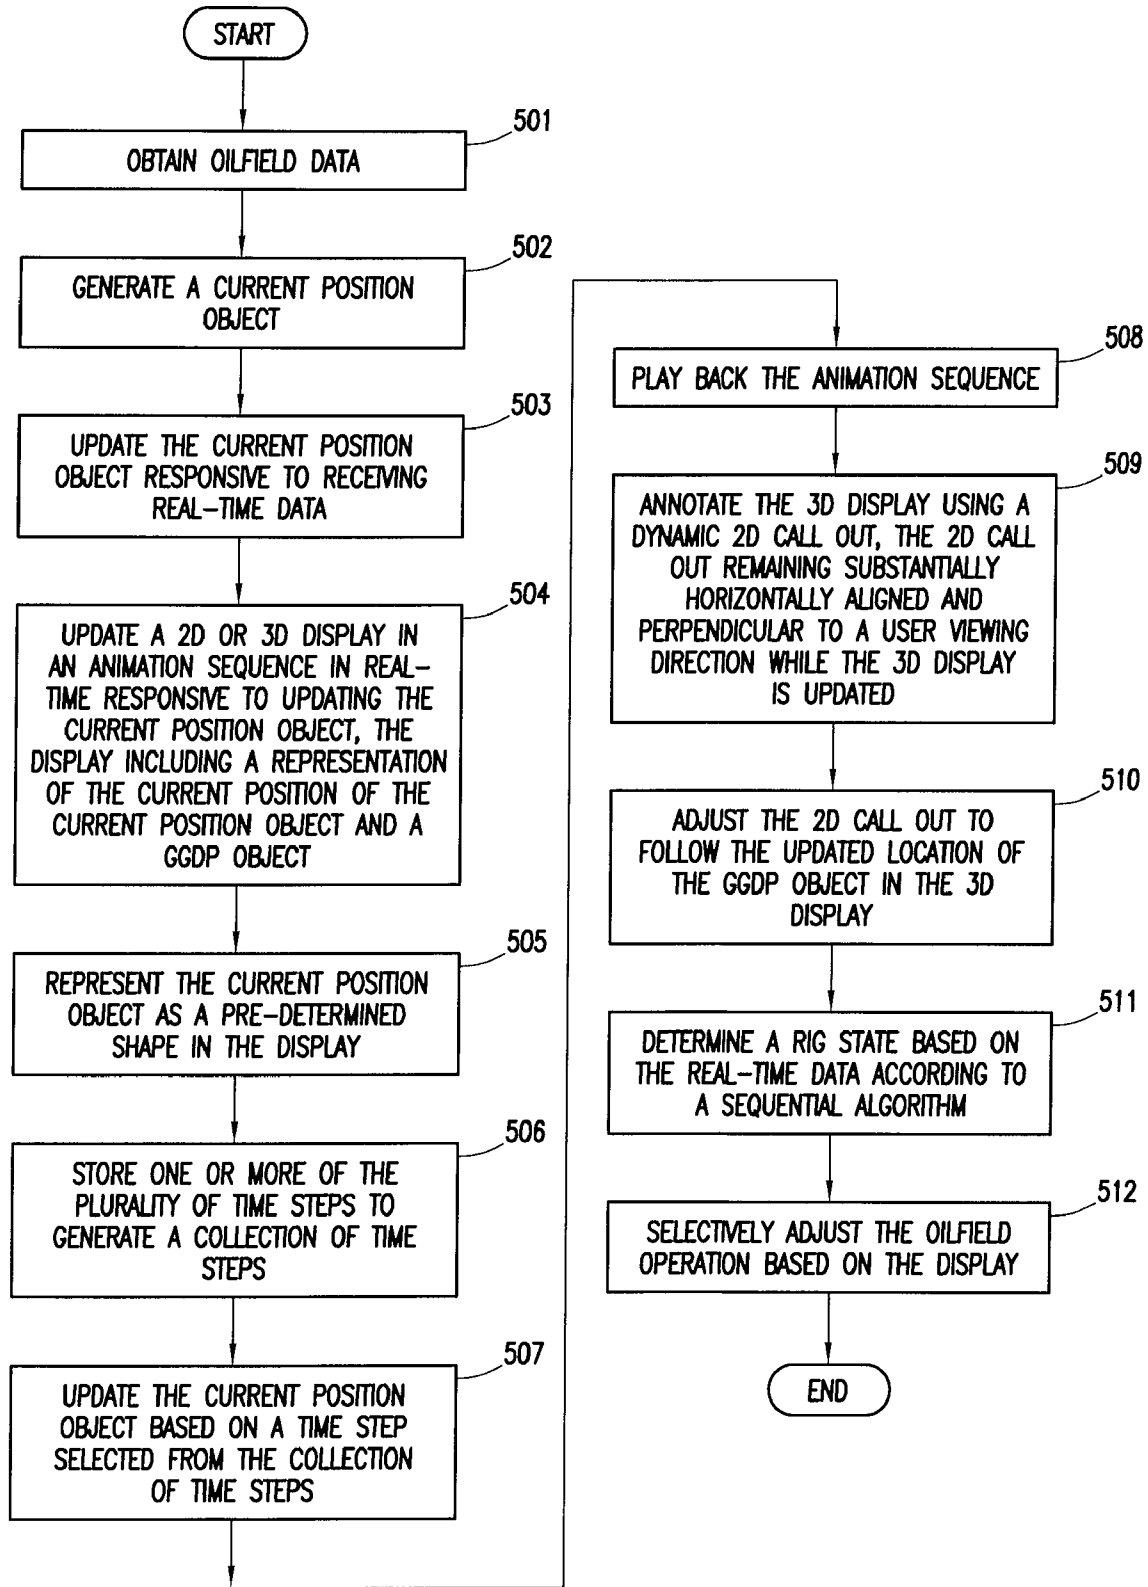 START
501
OBTAIN OILFIELD DATA
502
GENERATE A CURRENT POSITION
OBJECT
503
UPDATE THE CURRENT POSITION
OBJECT RESPONSIVE TO RECEIVING
REAL-TIME DATA
504
UPDATE A 2D OR 3D DISPLAY IN
AN ANIMATION SEQUENCE IN REAL-
TIME RESPONSIVE TO UPDATING THE
CURRENT POSITION OBJECT, THE
DISPLAY INCLUDING A REPRESENTATION
OF THE CURRENT POSITION OF THE
CURRENT POSITION OBJECT AND A
GGDP OBJECT
505
REPRESENT THE CURRENT POSITION
OBJECT AS A PRE-DETERMINED
SHAPE IN THE DISPLAY
506
STORE ONE OR MORE OF THE
PLURALITY OF TIME STEPS TO
GENERATE A COLLECTION OF TIME
STEPS
507
UPDATE THE CURRENT POSITION
OBJECT BASED ON A TIME STEP
SELECTED FROM THE COLLECTION
OF TIME STEPS
508
PLAY BACK THE ANIMATION SEQUENCE
509
ANNOTATE THE 3D DISPLAY USING A
DYNAMIC 2D CALL OUT, THE 2D CALL
OUT REMAINING SUBSTANTIALLY
HORIZONTALLY ALIGNED AND
PERPENDICULAR TO A USER VIEWING
DIRECTION WHILE THE 3D DISPLAY
IS UPDATED
510
ADJUST THE 2D CALL OUT TO
FOLLOW THE UPDATED LOCATION OF
THE GGDP OBJECT IN THE 3D
DISPLAY
511
DETERMINE A RIG STATE BASED ON
THE REAL-TIME DATA ACCORDING TO
A SEQUENTIAL ALGORITHM
512
SELECTIVELY ADJUST THE OILFIELD
OPERATION BASED ON THE DISPLAY
END